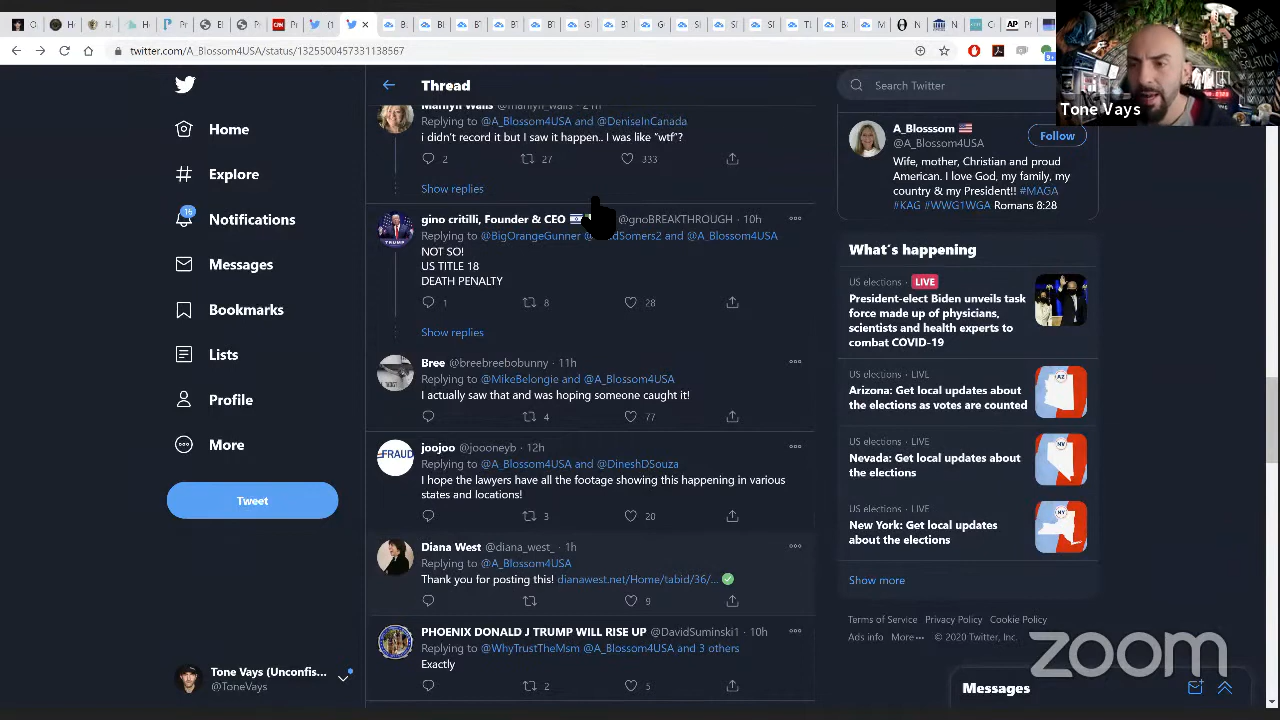 twitter.com/A_Blossom4USA/status/1325500457331138567
Tone Vays
Home
Explore
16
Notifications
Messages
Bookmarks
Lists
Profile
More
Tweet
Tone Vays (Unconfis...
@ToneVays
Thread
Marilyn Walls @marilyn_walls · 21h
Replying to @A_Blossom4USA and @DeniseInCanada
i didn't record it but I saw it happen.. I was like "wtf"?
2 27 333
Show replies
gino critilli, Founder & CEO @gnoBREAKTHROUGH · 10h
Replying to @BigOrangeGunner and @A_Blossom4USA
NOT SO!
US TITLE 18
DEATH PENALTY
1 8 28
Show replies
Bree @breebreebobunny · 11h
Replying to @MikeBelongie and @A_Blossom4USA
I actually saw that and was hoping someone caught it!
4 77
FRAUD
joojoo @joooneyb · 12h
Replying to @A_Blossom4USA and @DineshDSouza
I hope the lawyers have all the footage showing this happening in various
states and locations!
3 20
Diana West @diana_west_ · 1h
Replying to @A_Blossom4USA
Thank you for posting this! dianawest.net/Home/tabid/36/...
9
PHOENIX DONALD J TRUMP WILL RISE UP @DavidSuminski1 · 10h
Replying to @WhyTrustTheMsm @A_Blossom4USA and 3 others
Exactly
2 5
Search Twitter
A_Blosssom
@A_Blossom4USA
Follow
Wife, mother, Christian and proud
American. I love God, my family, my
country & my President!! #MAGA
#KAG #WWG1WGA Romans 8:28
What's happening
US elections · LIVE
President-elect Biden unveils task
force made up of physicians,
scientists and health experts to
combat COVID-19
US elections · LIVE
Arizona: Get local updates about
the elections as votes are counted
AZ
US elections · LIVE
Nevada: Get local updates about
the elections
NV
US elections · LIVE
New York: Get local updates
about the elections
NY
Show more
Terms of Service Privacy Policy Cookie Policy
Ads info More··· © 2020 Twitter, Inc.
zoom
Messages